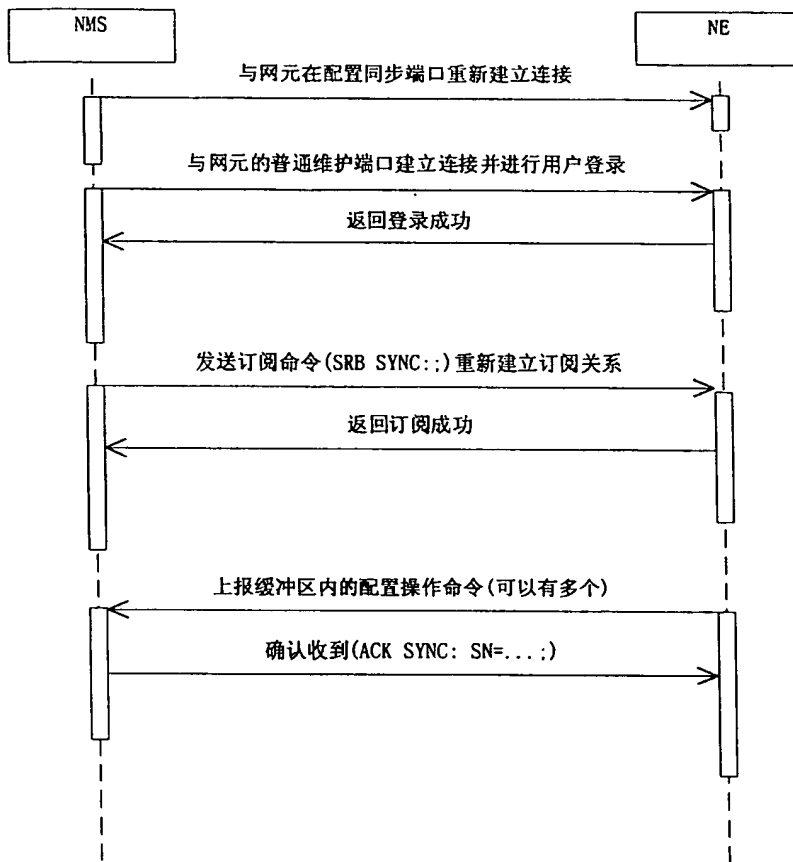 NMS
NE
与网元在配置同步端口重新建立连接
与网元的普通维护端口建立连接并进行用户登录
返回登录成功
发送订阅命令(SRB SYNC:;)重新建立订阅关系
返回订阅成功
上报缓冲区内的配置操作命令(可以有多个)
确认收到(ACK SYNC: SN=...;)